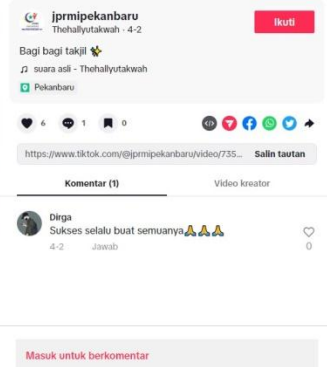 jprmipekanbaru
Thehallyutakwah · 4-2
Ikuti
Bagi bagi takjil ✨
♫ suara asli - Thehallyutakwah
Pekanbaru
6 1 0
https://www.tiktok.com/@jprmipekanbaru/video/735... Salin tautan
Komentar (1) Video kreator
Dirga
Sukses selalu buat semuanya🙏🙏🙏
4-2 Jawab
0
Masuk untuk berkomentar